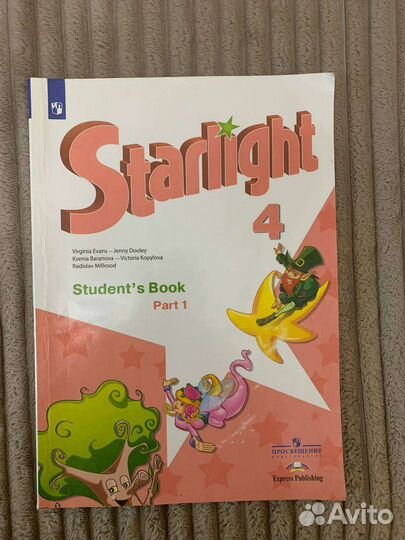 Starlight
4
Virginia Evans—Jenny Dooley
Ksenia Baranova—Victoria Kopylova
Radislav Millrood
Student's Book
Part 1
ПРОСВЕЩЕНИЕ
ИЗДАТЕЛЬСТВО
Express Publishing
Avito